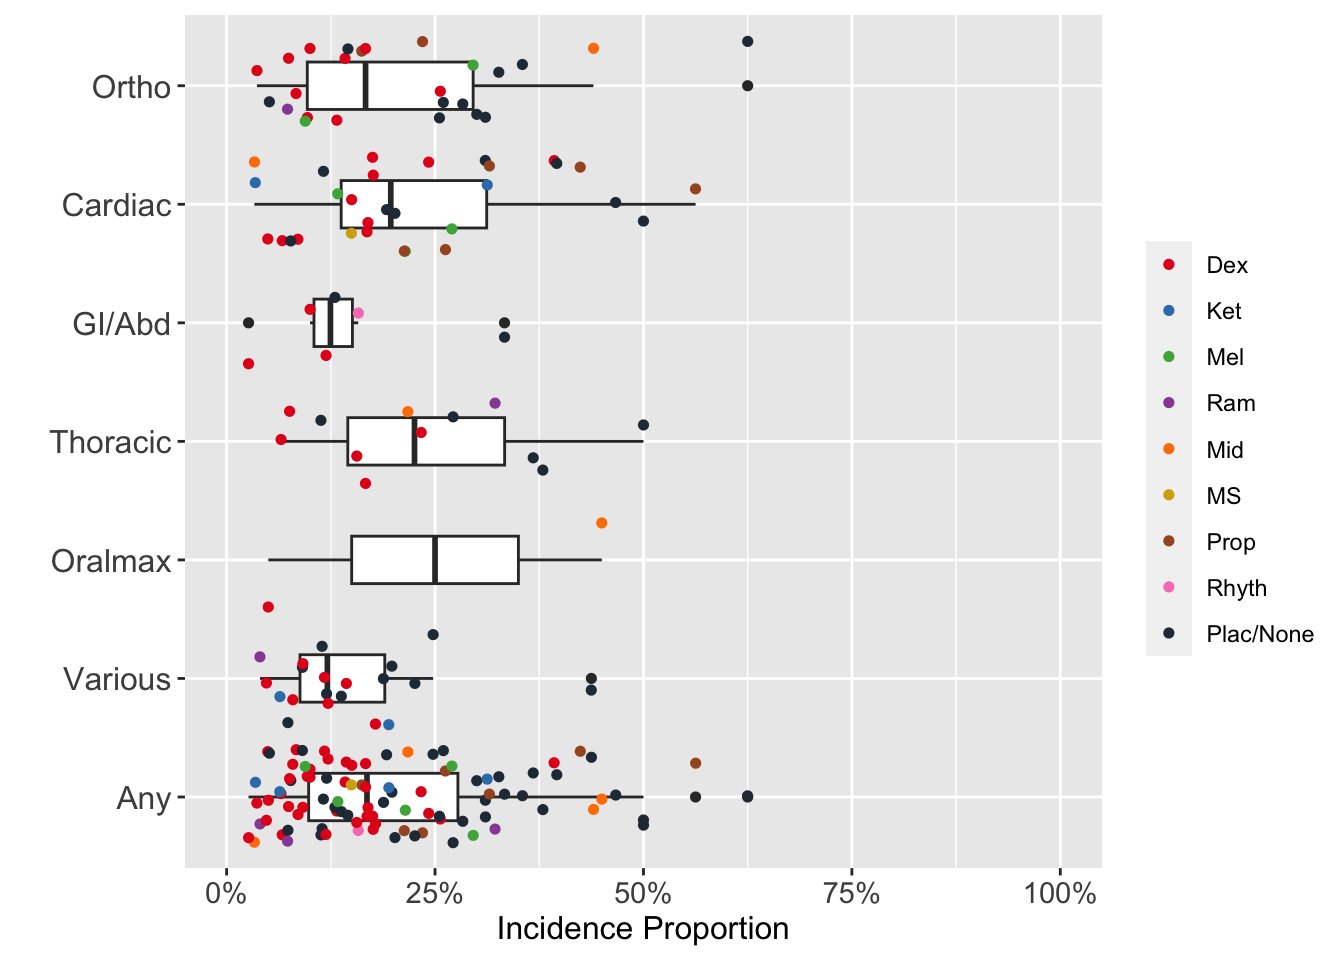 Ortho
Cardiac
GI/Abd
Thoracic
Oralmax
Various
Any
0%
25%
50%
75%
100%
Incidence Proportion
Dex
Ket
Mel
Ram
Mid
MS
Prop
Rhyth
Plac/None